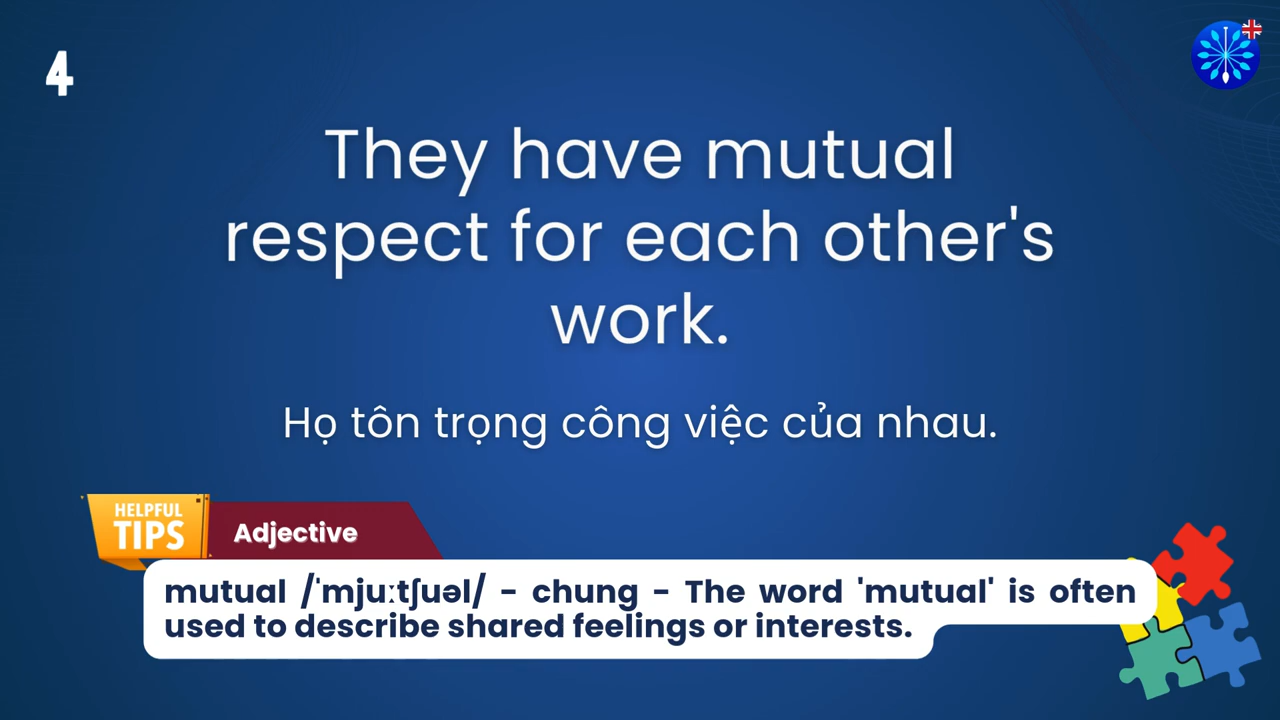 4
They have mutual
respect for each other's
work.
Họ tôn trọng công việc của nhau.
HELPFUL
TIPS
Adjective
mutual /ˈmjuːtʃuəl/ - chung - The word 'mutual' is often
used to describe shared feelings or interests.